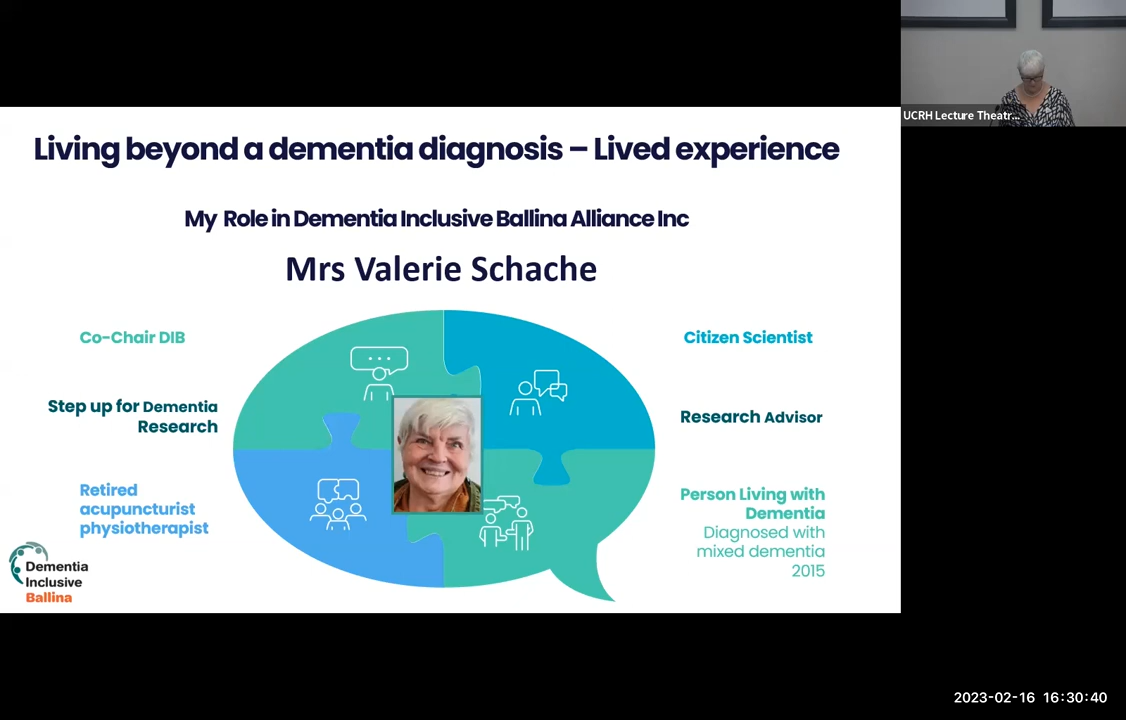 UCRH Lecture Theatr...
Living beyond a dementia diagnosis – Lived experience
My Role in Dementia Inclusive Ballina Alliance Inc
Mrs Valerie Schache
Co-Chair DIB
Step up for Dementia
Research
Retired
acupuncturist
physiotherapist
Citizen Scientist
Research Advisor
Person Living with
Dementia
Diagnosed with
mixed dementia
2015
Dementia
Inclusive
Ballina
2023-02-16 16:30:40